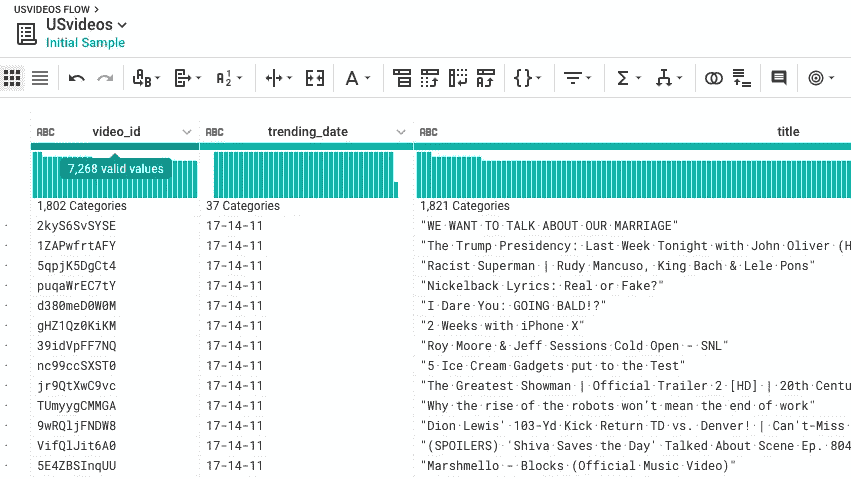 USVIDEOS FLOW >
USvideos
Initial Sample
ABC video_id ABC trending_date ABC title
7,268 valid values
1,802 Categories 37 Categories 1,821 Categories
2kyS6SvSYSE 17-14-11 "WE·WANT·TO·TALK·ABOUT·OUR·MARRIAGE"
1ZAPwfrtAFY 17-14-11 "The·Trump·Presidency:·Last·Week·Tonight·with·John·Oliver·(H
5qpjK5DgCt4 17-14-11 "Racist·Superman·|·Rudy·Mancuso,·King·Bach·&·Lele·Pons"
puqaWrEC7tY 17-14-11 "Nickelback·Lyrics:·Real·or·Fake?"
d380meD0W0M 17-14-11 "I·Dare·You:·GOING·BALD!?"
gHZ1Qz0KiKM 17-14-11 "2·Weeks·with·iPhone·X"
39idVpFF7NQ 17-14-11 "Roy·Moore·&·Jeff·Sessions·Cold·Open·-·SNL"
nc99ccSXST0 17-14-11 "5·Ice·Cream·Gadgets·put·to·the·Test"
jr9QtXwC9vc 17-14-11 "The·Greatest·Showman·|·Official·Trailer·2·[HD]·|·20th·Centu
TUmyygCMMGA 17-14-11 "Why·the·rise·of·the·robots·won't·mean·the·end·of·work"
9wRQljFNDW8 17-14-11 "Dion·Lewis'·103-Yd·Kick·Return·TD·vs.·Denver!·|·Can't-Miss·
VifQlJit6A0 17-14-11 "(SPOILERS)·'Shiva·Saves·the·Day'·Talked·About·Scene·Ep.·804
5E4ZBSInqUU 17-14-11 "Marshmello·-·Blocks·(Official·Music·Video)"